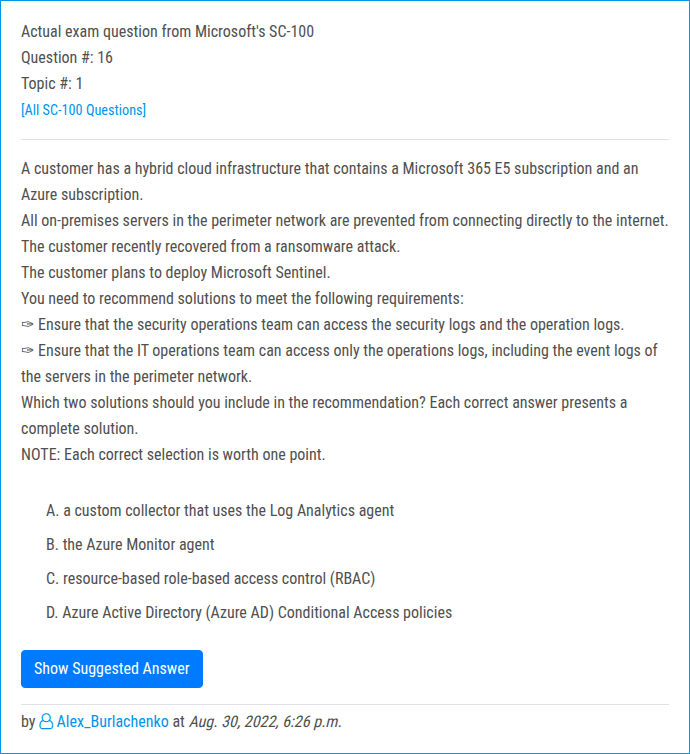 Actual exam question from Microsoft's SC-100
Question #: 16
Topic #: 1
[All SC-100 Questions]
A customer has a hybrid cloud infrastructure that contains a Microsoft 365 E5 subscription and an
Azure subscription.
All on-premises servers in the perimeter network are prevented from connecting directly to the internet.
The customer recently recovered from a ransomware attack.
The customer plans to deploy Microsoft Sentinel.
You need to recommend solutions to meet the following requirements:
✑ Ensure that the security operations team can access the security logs and the operation logs.
✑ Ensure that the IT operations team can access only the operations logs, including the event logs of
the servers in the perimeter network.
Which two solutions should you include in the recommendation? Each correct answer presents a
complete solution.
NOTE: Each correct selection is worth one point.
A. a custom collector that uses the Log Analytics agent
B. the Azure Monitor agent
C. resource-based role-based access control (RBAC)
D. Azure Active Directory (Azure AD) Conditional Access policies
Show Suggested Answer
by Alex_Burlachenko at Aug. 30, 2022, 6:26 p.m.